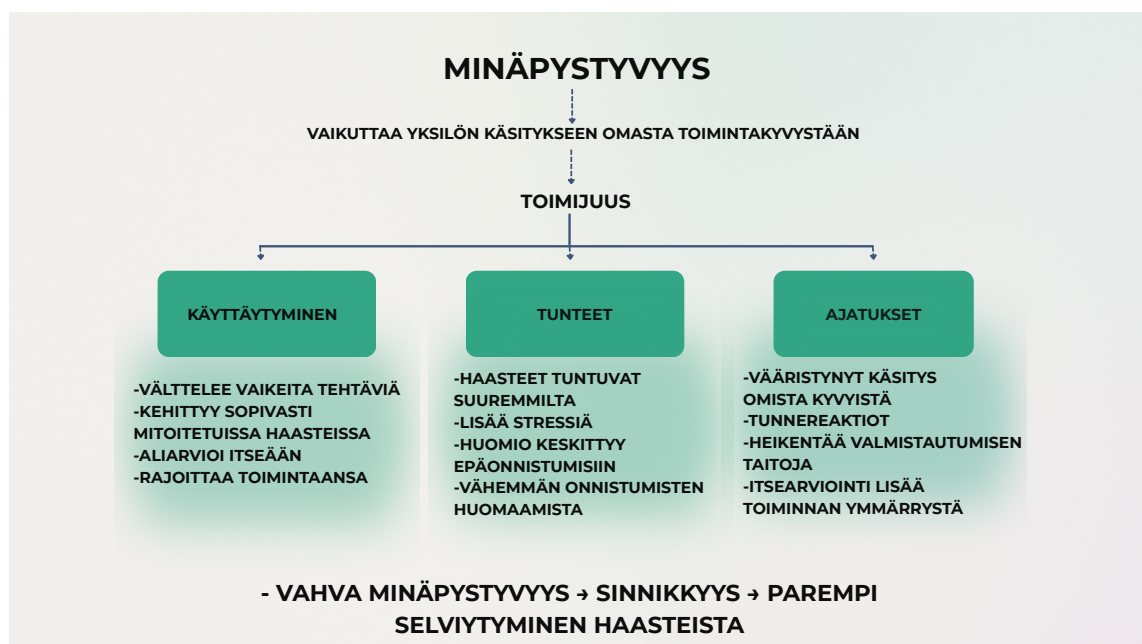 MINÄPYSTYVYYS
VAIKUTTAA YKSILÖN KÄSITYKSEEN OMASTA TOIMINTAKYVYSTÄÄN
TOIMIJUUS
KÄYTTÄYTYMINEN
-VÄLTTELEE VAIKEITA TEHTÄVIÄ
-KEHITTYY SOPIVASTI
MITOITETUISSA HAASTEISSA
-ALIARVIOI ITSEÄÄN
-RAJOITTAA TOIMINTAANSA
TUNTEET
-HAASTEET TUNTUVAT
SUUREMMILTA
-LISÄÄ STRESSIÄ
-HUOMIO KESKITTYY
EPÄONNISTUMISIIN
-VÄHEMMÄN ONNISTUMISTEN
HUOMAAMISTA
AJATUKSET
-VÄÄRISTYNYT KÄSITYS
OMISTA KYVYISTÄ
-TUNNEREAKTIOT
-HEIKENTÄÄ VALMISTAUTUMISEN
TAITOJA
-ITSEARVIOINTI LISÄÄ
TOIMINNAN YMMÄRRYSTÄ
- VAHVA MINÄPYSTYVYYS → SINNIKKYYS → PAREMPI
SELVIYTYMINEN HAASTEISTA